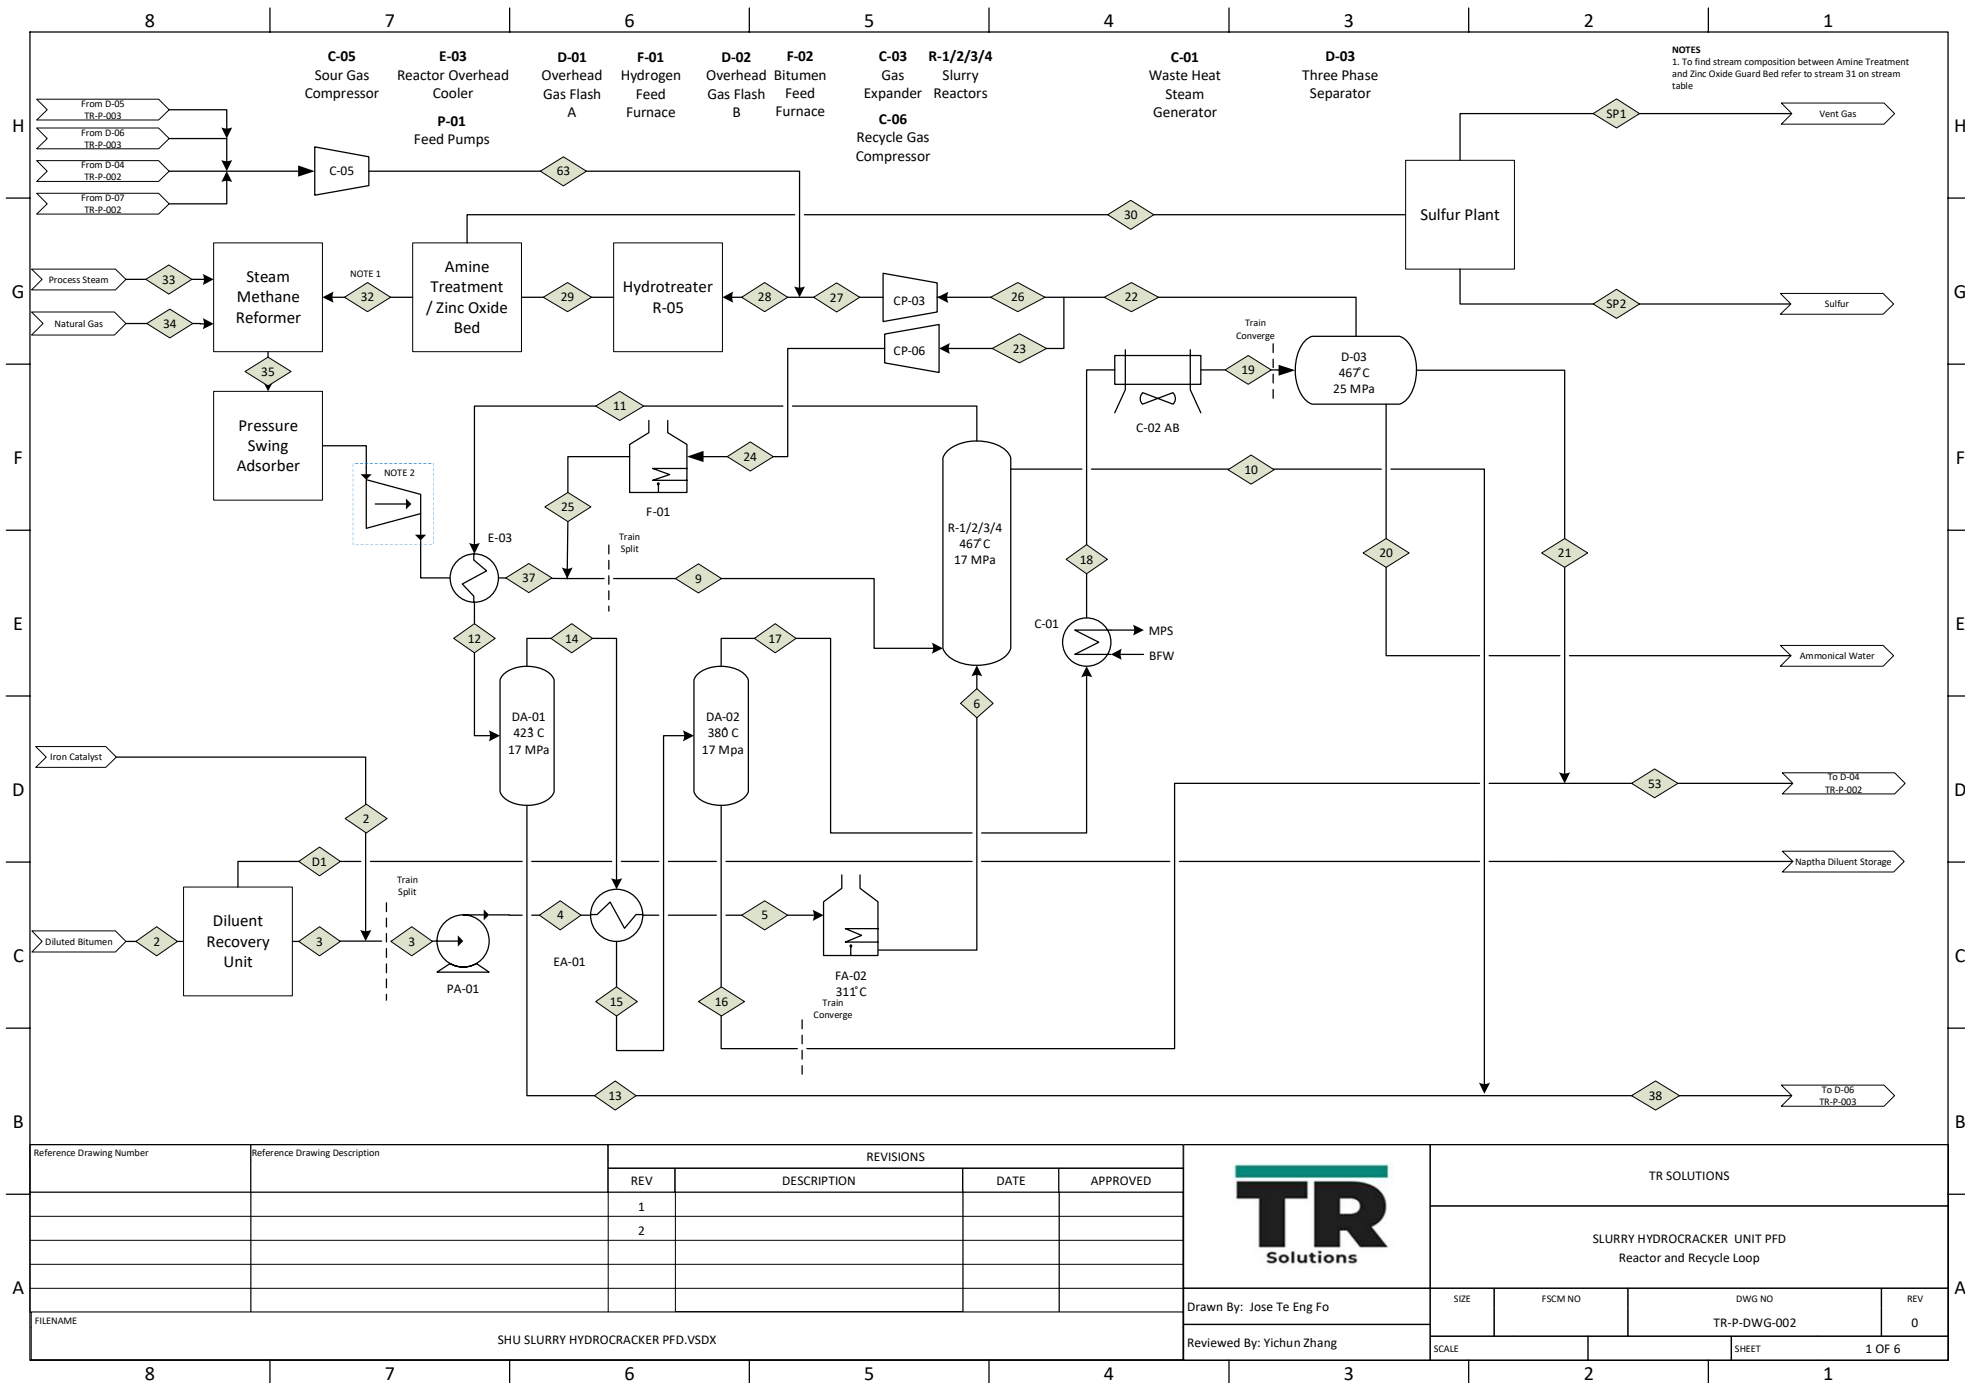 8 7 6 5 4 3 2 1
C-05
Sour Gas
Compressor
E-03
Reactor Overhead
Cooler
P-01
Feed Pumps
D-01
Overhead
Gas Flash
A
F-01
Hydrogen
Feed
Furnace
D-02
Overhead
Gas Flash
B
F-02
Bitumen
Feed
Furnace
C-03
Gas
Expander
C-06
Recycle Gas
Compressor
R-1/2/3/4
Slurry
Reactors
C-01
Waste Heat
Steam
Generator
D-03
Three Phase
Separator
NOTES
1. To find stream composition between Amine Treatment
and Zinc Oxide Guard Bed refer to stream 31 on stream
table
H
H
From D-05
TR-P-003
From D-06
TR-P-003
From D-04
TR-P-002
From D-07
TR-P-002
C-05
63
SP1
Vent Gas
30
Sulfur Plant
G
G
Process Steam
33
Natural Gas
34
Steam
Methane
Reformer
NOTE 1
32
Amine
Treatment
/ Zinc Oxide
Bed
29
Hydrotreater
R-05
28
27
CP-03
26
22
CP-06
23
SP2
Sulfur
Train
Converge
19
D-03
467°C
25 MPa
C-02 AB
35
Pressure
Swing
Adsorber
F
F
11
24
25
F-01
NOTE 2
10
R-1/2/3/4
467°C
17 MPa
E-03
Train
Split
37
9
18
20
21
E
E
12
14
17
C-01
MPS
BFW
Ammonical Water
6
DA-01
423 C
17 MPa
DA-02
380 C
17 Mpa
Iron Catalyst
D
D
2
53
To D-04
TR-P-002
D1
Naptha Diluent Storage
Train
Split
Diluted Bitumen
2
Diluent
Recovery
Unit
3
3
PA-01
4
EA-01
5
FA-02
311°C
C
C
15
16
Train
Converge
13
38
To D-06
TR-P-003
B
B
Reference Drawing Number
Reference Drawing Description
REVISIONS
REV DESCRIPTION DATE APPROVED
1
2
A
A
FILENAME
SHU SLURRY HYDROCRACKER PFD.VSDX
TR
Solutions
Drawn By: Jose Te Eng Fo
Reviewed By: Yichun Zhang
TR SOLUTIONS
SLURRY HYDROCRACKER UNIT PFD
Reactor and Recycle Loop
SIZE FSCM NO DWG NO REV
TR-P-DWG-002 0
SCALE SHEET 1 OF 6
8 7 6 5 4 3 2 1